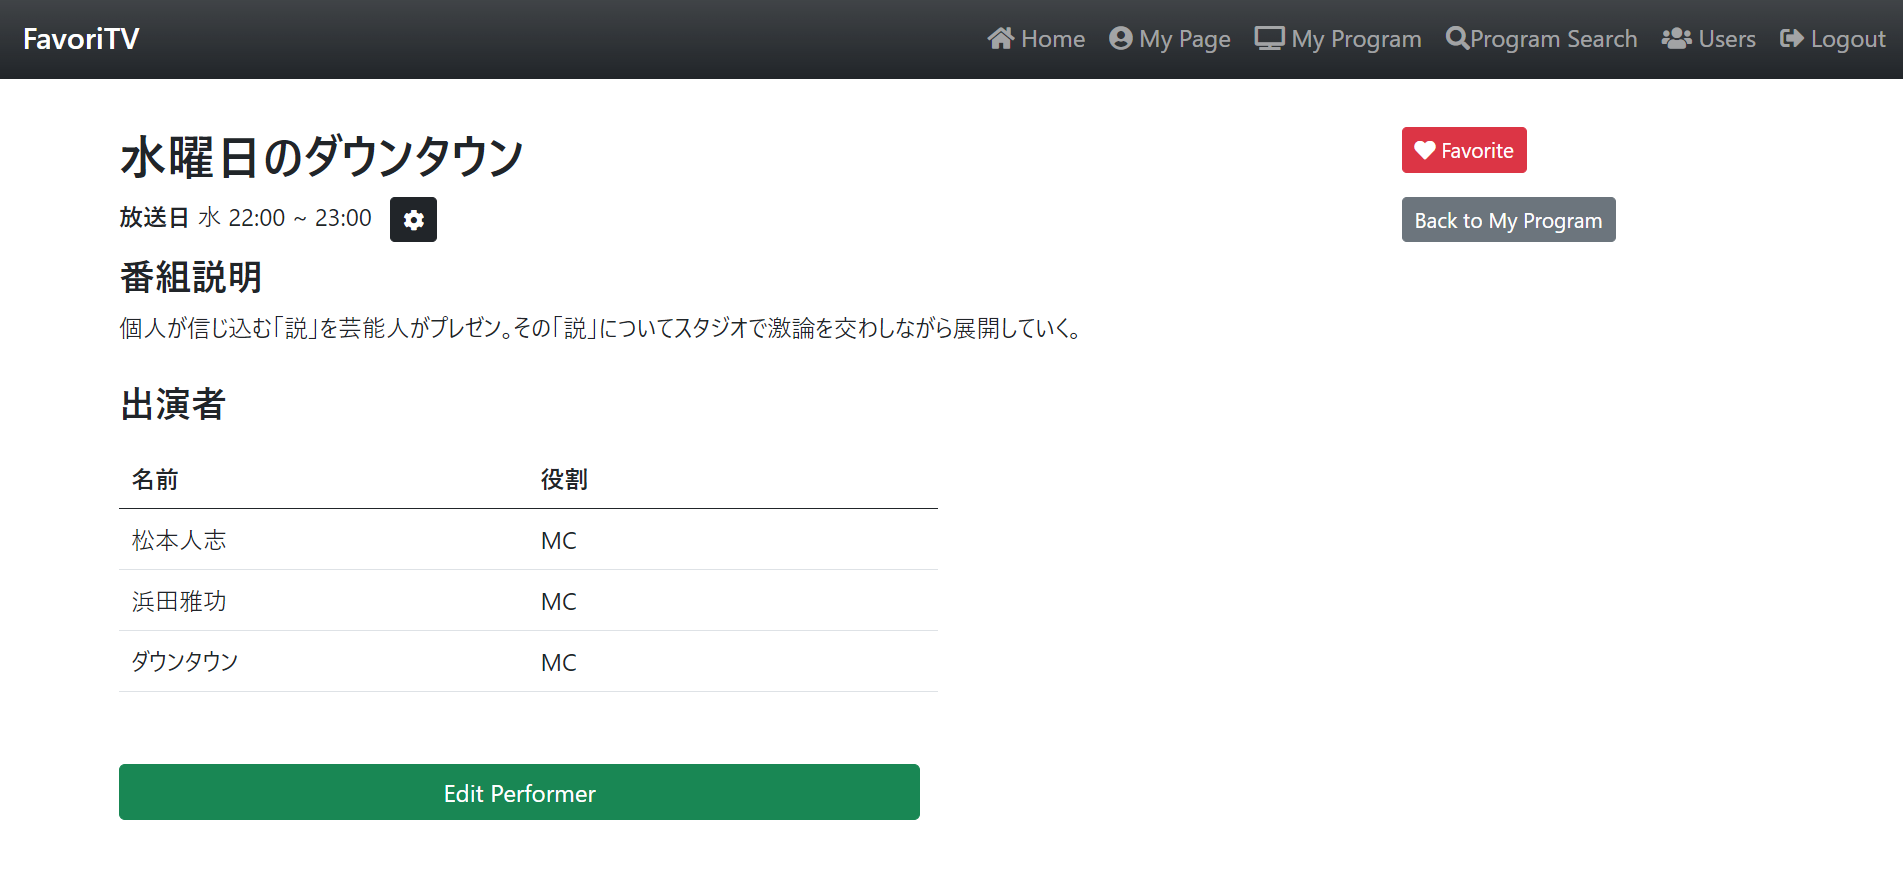 FavoriTV
Home My Page My Program Program Search Users Logout
水曜日のダウンタウン
Favorite
放送日 水 22:00 ~ 23:00
Back to My Program
番組説明
個人が信じ込む「説」を芸能人がプレゼン。その「説」についてスタジオで激論を交わしながら展開していく。
出演者
名前 役割
松本人志 MC
浜田雅功 MC
ダウンタウン MC
Edit Performer